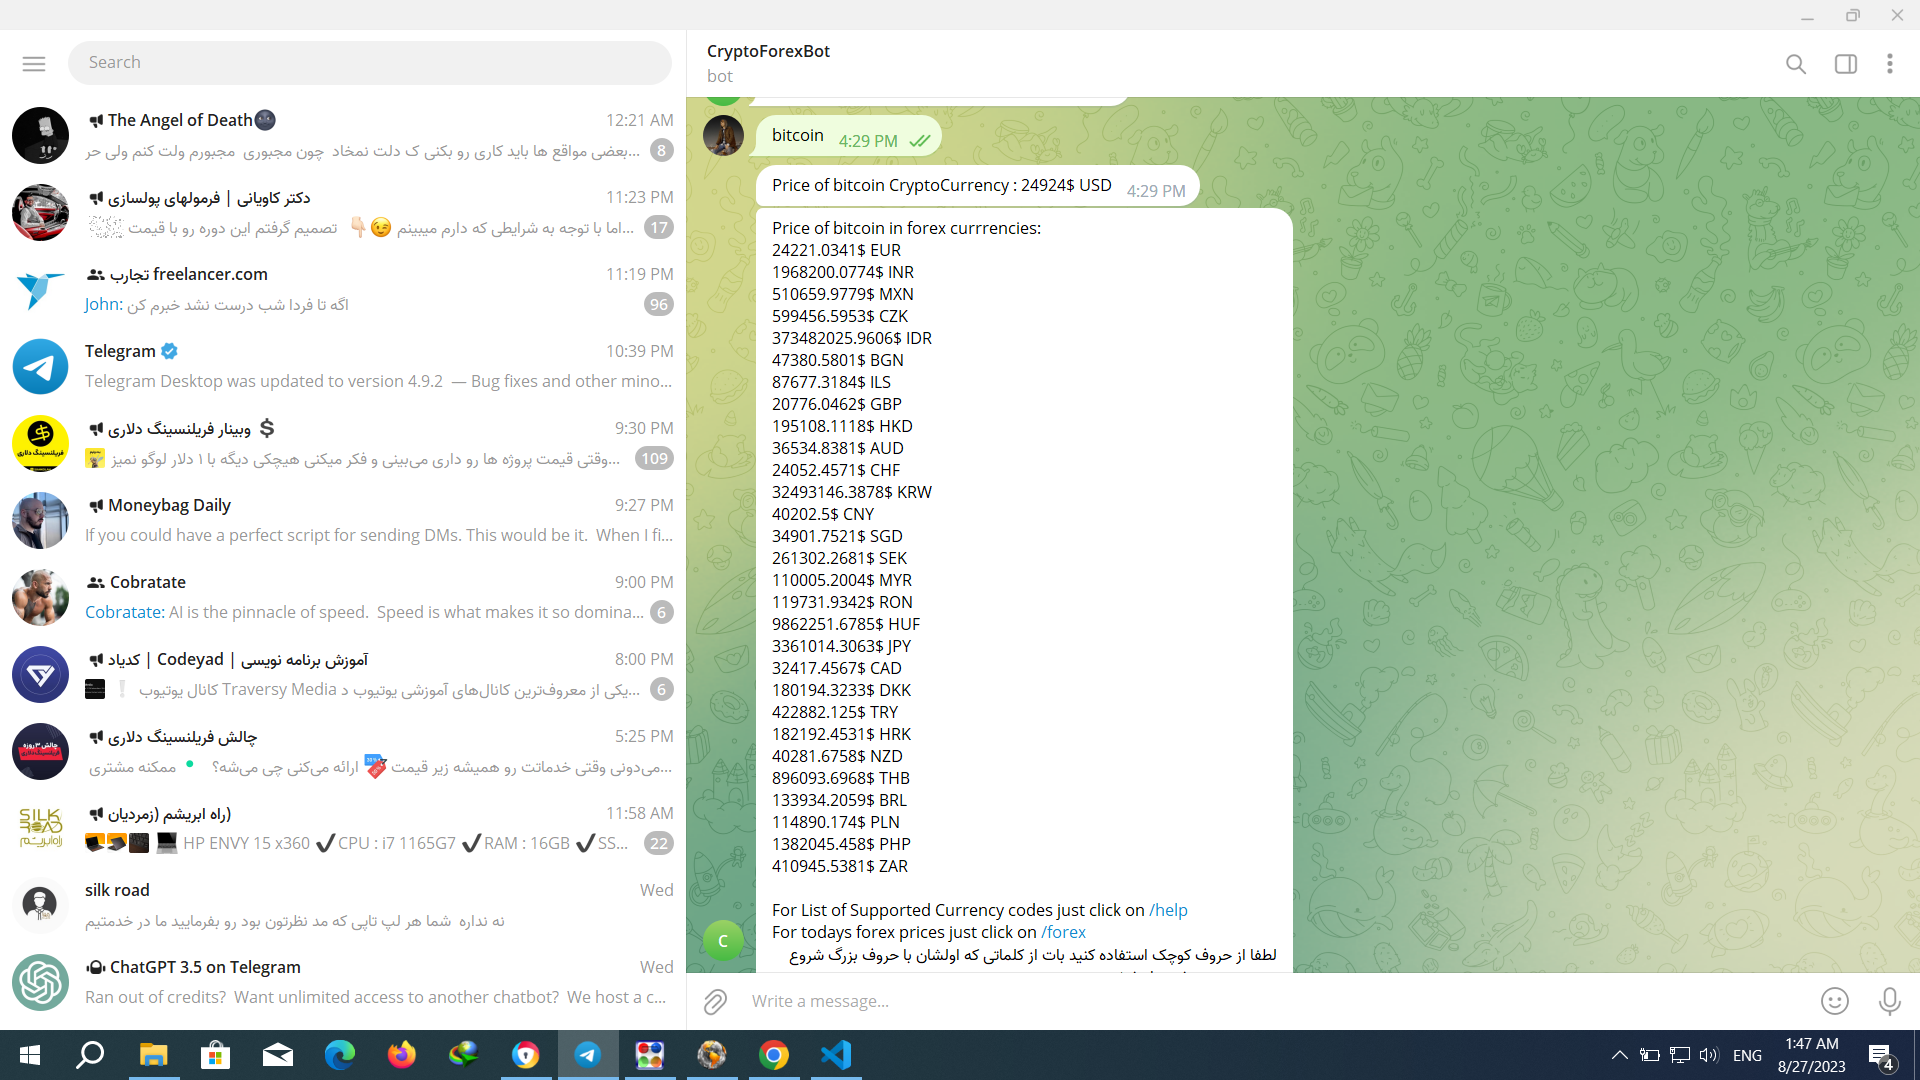 Search
The Angel of Death🌚 12:21 AM
بعضی مواقع ها باید کاری رو بکنی ک دلت نمخاد چون مجبوری مجبورم ولت کنم ولی حر... 8
دکتر کاویانی | فرمولهای پولسازی 11:23 PM
اما با توجه به شرایطی که دارم میبینم 😉👇🏻 تصمیم گرفتم این دوره رو با قیمت... 17
تجارب freelancer.com 11:19 PM
John: اگه تا فردا شب درست نشد خبرم کن 96
Telegram 10:39 PM
Telegram Desktop was updated to version 4.9.2 — Bug fixes and other mino...
وبینار فریلنسینگ دلاری 💲 9:30 PM
وقتی قیمت پروژه ها رو داری می‌بینی و فکر میکنی هیچکی دیگه با ۱ دلار لوگو نمیز... 109
Moneybag Daily 9:27 PM
If you could have a perfect script for sending DMs. This would be it. When I fi...
Cobratate 9:00 PM
Cobratate: AI is the pinnacle of speed. Speed is what makes it so domina... 6
آموزش برنامه نویسی | Codeyad | کدیاد 8:00 PM
یکی از معروف‌ترین کانال‌های آموزشی یوتیوب د Traversy Media کانال یوتیوب ❕... 6
چالش فریلنسینگ دلاری 5:25 PM
می‌دونی وقتی خدماتت رو همیشه زیر قیمت ارائه می‌کنی چی می‌شه؟ ممکنه مشتری...
راه ابریشم (زمردیان) 11:58 AM
HP ENVY 15 x360 ✔️CPU : i7 1165G7 ✔️RAM : 16GB ✔️SS... 22
silk road Wed
نه نداره شما هر لپ تاپی که مد نظرتون بود رو بفرمایید ما در خدمتیم
ChatGPT 3.5 on Telegram Wed
Ran out of credits? Want unlimited access to another chatbot? We host a c...
CryptoForexBot
bot
bitcoin 4:29 PM
Price of bitcoin CryptoCurrency : 24924$ USD 4:29 PM
Price of bitcoin in forex currrencies:
24221.0341$ EUR
1968200.0774$ INR
510659.9779$ MXN
599456.5953$ CZK
373482025.9606$ IDR
47380.5801$ BGN
87677.3184$ ILS
20776.0462$ GBP
195108.1118$ HKD
36534.8381$ AUD
24052.4571$ CHF
32493146.3878$ KRW
40202.5$ CNY
34901.7521$ SGD
261302.2681$ SEK
110005.2004$ MYR
119731.9342$ RON
9862251.6785$ HUF
3361014.3063$ JPY
32417.4567$ CAD
180194.3233$ DKK
422882.125$ TRY
182192.4531$ HRK
40281.6758$ NZD
896093.6968$ THB
133934.2059$ BRL
114890.174$ PLN
1382045.458$ PHP
410945.5381$ ZAR
For List of Supported Currency codes just click on /help
For todays forex prices just click on /forex
لطفا از حروف کوچک استفاده کنید بات از کلماتی که اولشان با حروف بزرگ شروع
C
Write a message...
ENG
1:47 AM
8/27/2023
4